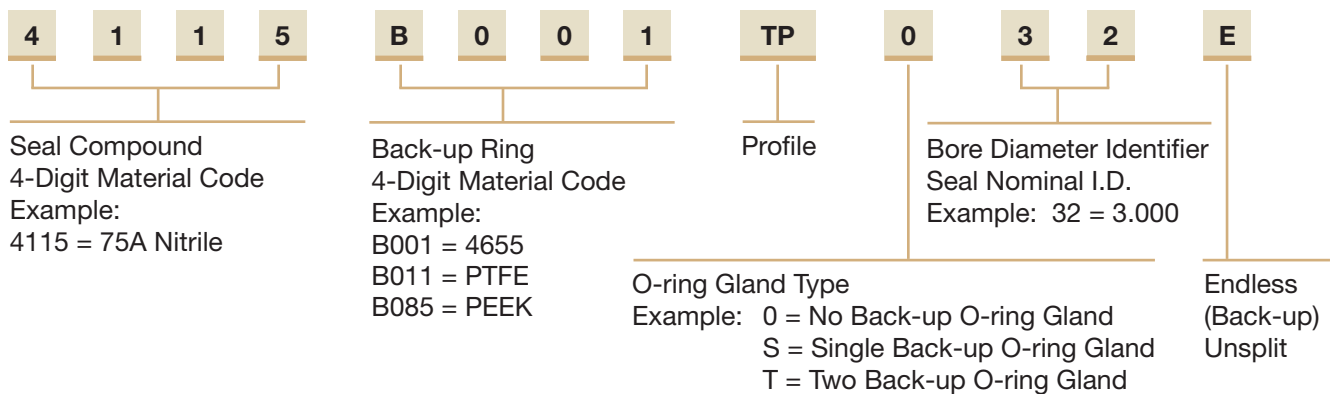 4 1 1 5 B 0 0 1 TP 0 3 2 E
Seal Compound
4-Digit Material Code
Example:
4115 = 75A Nitrile
Back-up Ring
4-Digit Material Code
Example:
B001 = 4655
B011 = PTFE
B085 = PEEK
Profile
Bore Diameter Identifier
Seal Nominal I.D.
Example: 32 = 3.000
O-ring Gland Type
Example: 0 = No Back-up O-ring Gland
S = Single Back-up O-ring Gland
T = Two Back-up O-ring Gland
Endless
(Back-up)
Unsplit